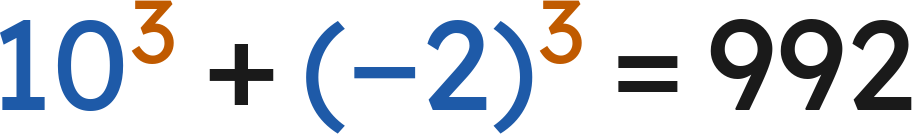 10³ + (−2)³ = 992